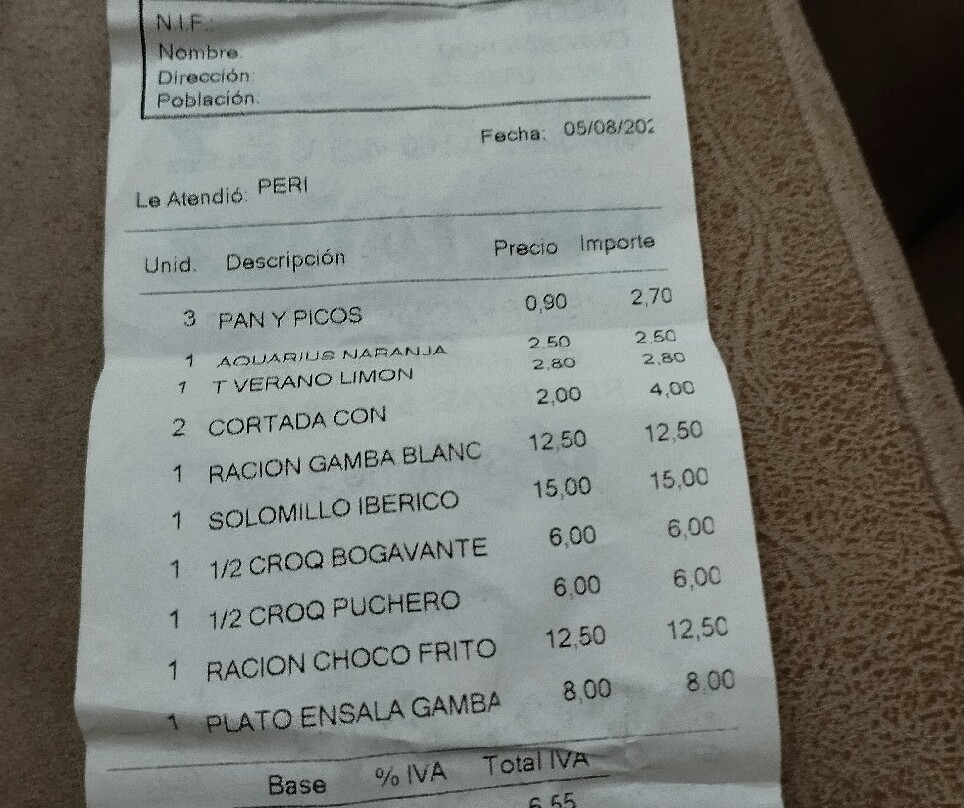 N.I.F.:
Nombre:
Dirección:
Población:
Fecha: 05/08/202
Le Atendió: PERI
Unid. Descripción Precio Importe
3 PAN Y PICOS 0,90 2,70
1 AQUARIUS NARANJA 2,50 2,50
1 T VERANO LIMON 2,80 2,80
2 CORTADA CON 2,00 4,00
1 RACION GAMBA BLANC 12,50 12,50
1 SOLOMILLO IBERICO 15,00 15,00
1 1/2 CROQ BOGAVANTE 6,00 6,00
1 1/2 CROQ PUCHERO 6,00 6,00
1 RACION CHOCO FRITO 12,50 12,50
1 PLATO ENSALA GAMBA 8,00 8,00
Base % IVA Total IVA
6,55